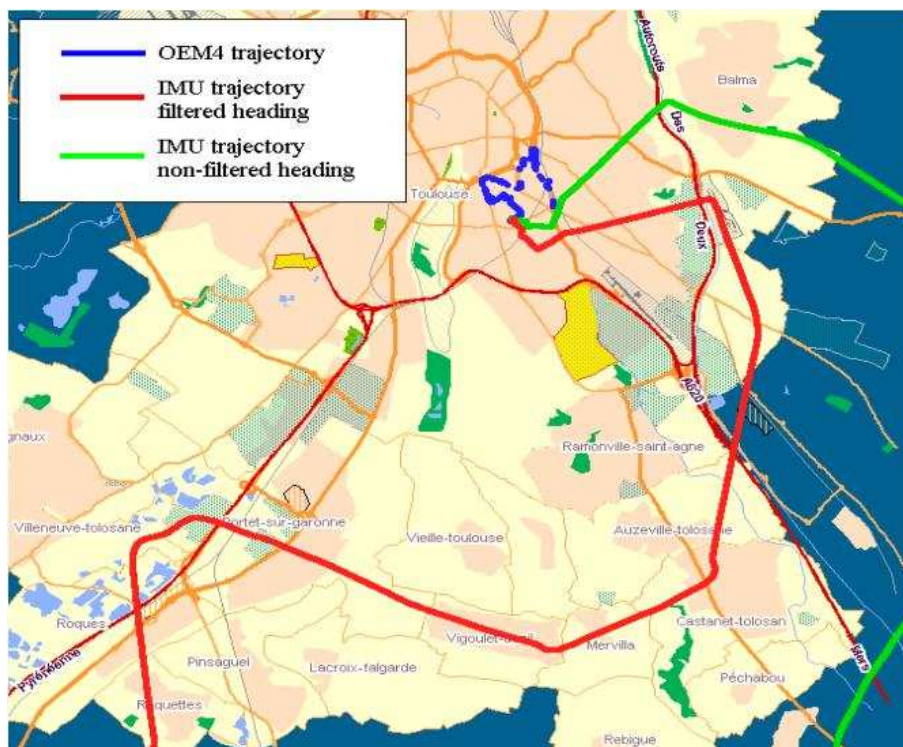 OEM4 trajectory
IMU trajectory
filtered heading
IMU trajectory
non-filtered heading
Autoroute
Balma
Des
Toulouse
Deux
A620
Ramonville-saint-agne
gnaux
Villeneuve-tolosane
Portet-sur-garonne
Vieille-toulouse
Auzeville-tolosane
Roques
Castanet-tolosan
Vigoulet-auzil
Mervilla
Mers
Pinsaguel
Lacroix-falgarde
Péchabou
Pyrénéenne
Roquettes
Rebigue